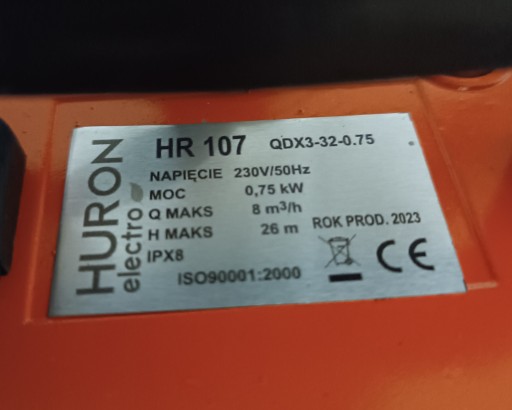 HURON
electro
HR 107 QDX3-32-0.75
NAPIĘCIE 230V/50Hz
MOC 0,75 kW
Q MAKS 8 m³/h
H MAKS 26 m
IPX8
ROK PROD. 2023
CE
ISO90001:2000